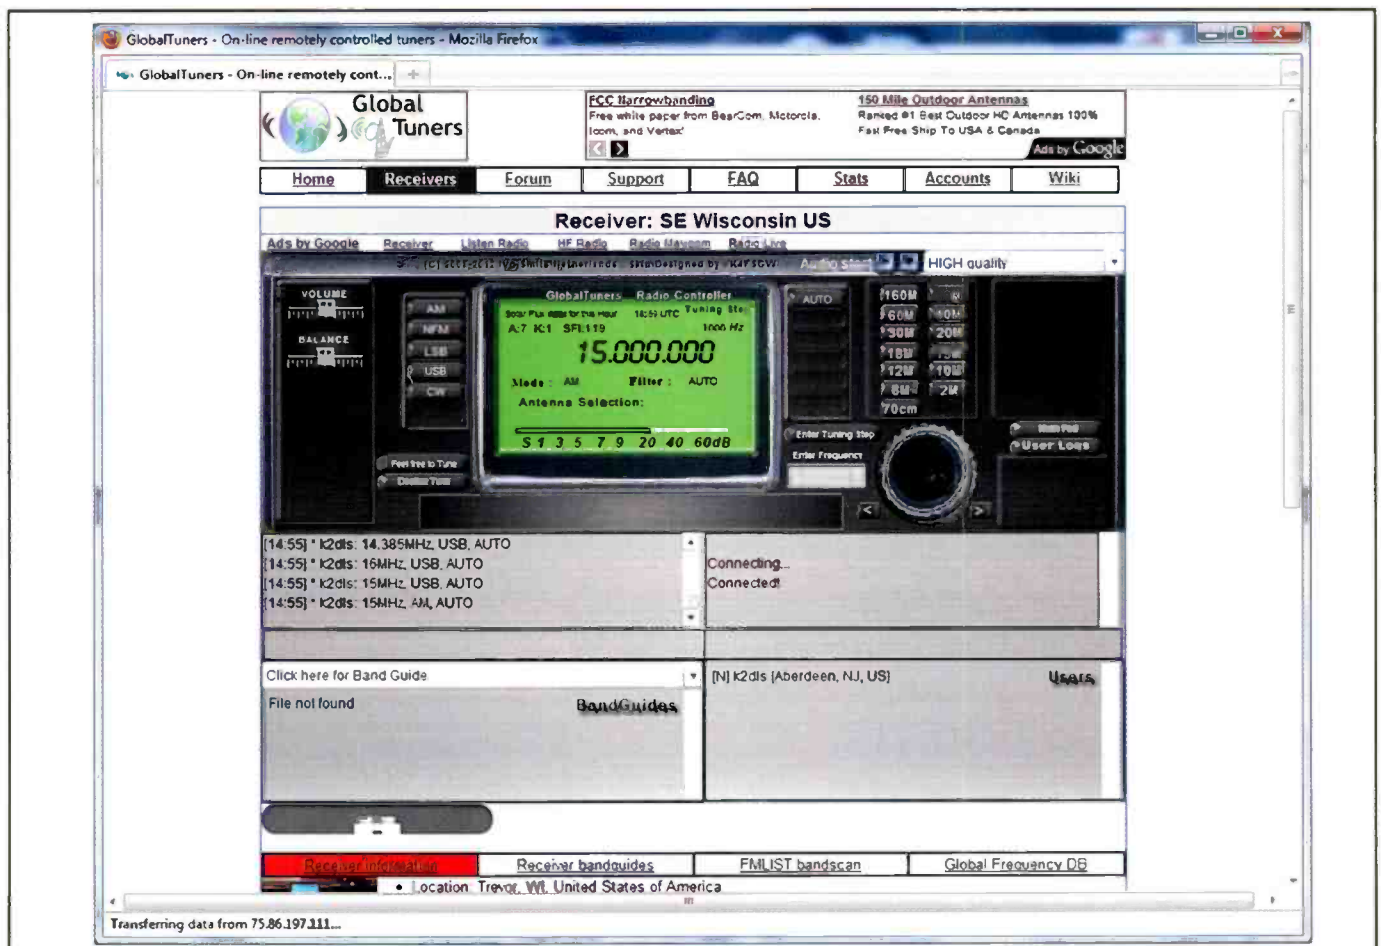 GlobalTuners - On-line remotely controlled tuners - Mozilla Firefox
GlobalTuners - On-line remotely cont...
Global Tuners
FCC Narrowbanding
Free white paper from BearCom, Motorola,
Icom, and Vertex!
150 Mile Outdoor Antennas
Ranked #1 Best Outdoor HD Antennas 100%
Fast Free Ship To USA & Canada
Ads by Google
Home Receivers Forum Support FAQ Stats Accounts Wiki
Receiver: SE Wisconsin US
Ads by Google Receiver Listen Radio HF Radio Radio Live
HIGH quality
VOLUME
BALANCE
AM
NFM
LSB
USB
CW
Feel free to Tune
GlobalTuners Radio Controller
for the Hour 14:59 UTC Tuning
A:7 K:1 SFI:119 1000 Hz
15.000.000
Mode : AM Filter : AUTO
Antenna Selection:
S 1 3 5 7 9 20 40 60dB
AUTO
160M
60M 40M
30M 20M
12M 10M
6M 2M
70cm
Enter Tuning Step
Enter Frequency
< >
User Logs
[14:55] * k2dls: 14.385MHz, USB, AUTO
[14:55] * k2dls: 16MHz, USB, AUTO
[14:55] * k2dls: 15MHz, USB, AUTO
[14:55] * k2dls: 15MHz, AM, AUTO
Connecting...
Connected!
Click here for Band Guide
File not found
BandGuides
[N] k2dls [Aberdeen, NJ, US]
Users
Receiver information Receiver bandguides FMLIST bandscan Global Frequency DB
• Location: Trevor, WI, United States of America
Transferring data from 75.86.197.111...